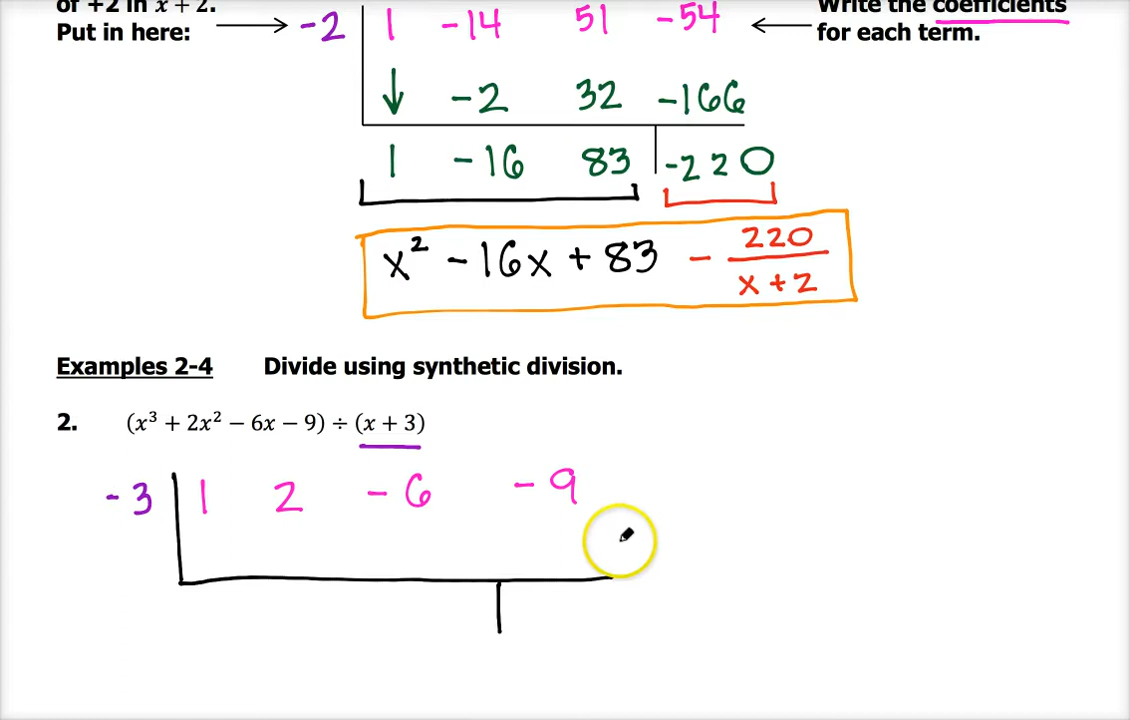 of +2 in x + 2.
Put in here:
-2 1 -14 51 -54
Write the coefficients
for each term.
-2 32 -166
1 -16 83 -220
x² - 16x + 83 - 220/(x + 2)
Examples 2-4 Divide using synthetic division.
2. (x³ + 2x² − 6x − 9) ÷ (x + 3)
-3 1 2 -6 -9